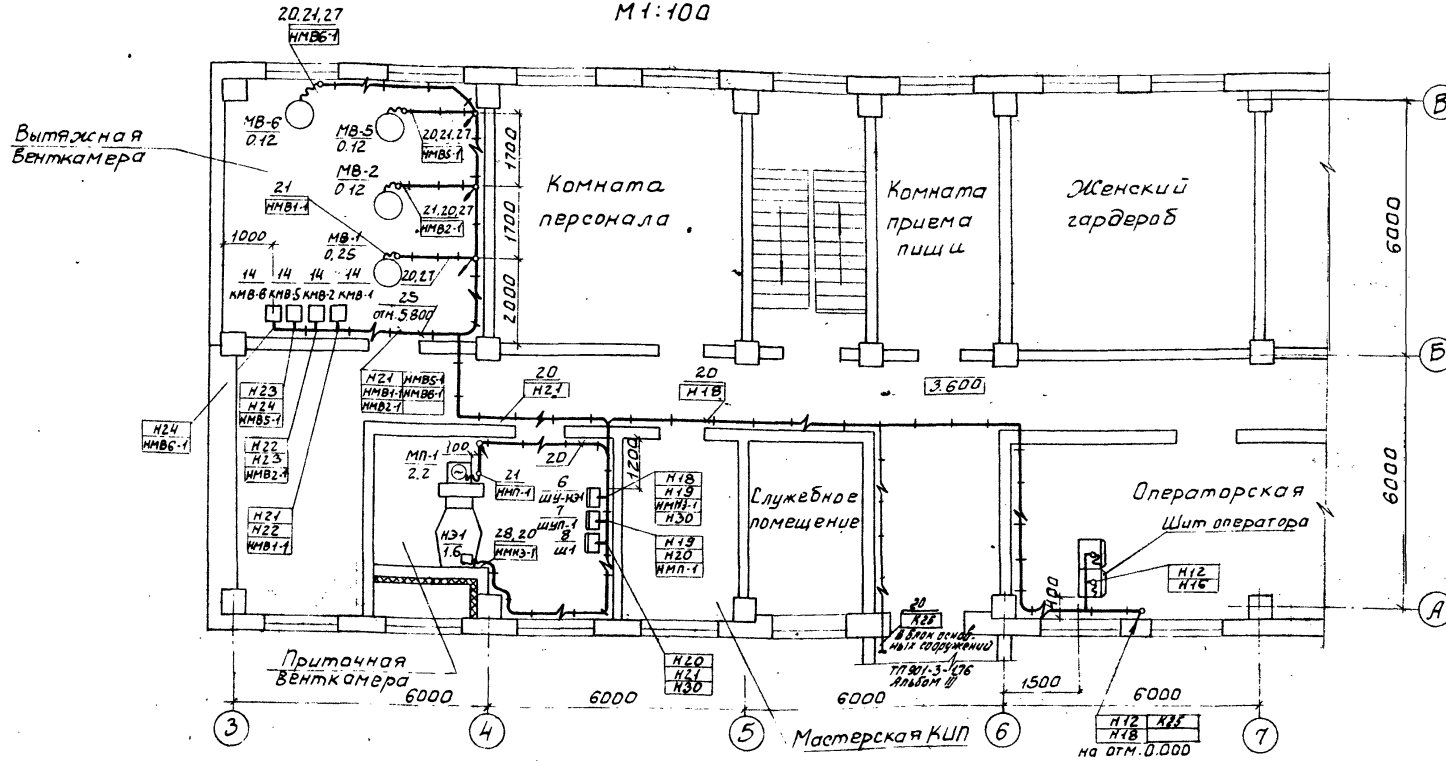 М 1:100
20,21,27
НМВ6-1
Вытяжная
Венткамера
МВ-6
0.12
МВ-5
0.12
20,21,27
НМВ5-1
МВ-2
0.12
21,20,27
НМВ2-1
21
НМВ1-1
МВ-1
0,25
20,27
1000
1700
1700
2000
14 14 14 14
КМВ-6 КМВ-5 КМВ-2 КМВ-1
25
отм. 5.800
Комната
персонала
Комната
приема
пищи
Женский
гардероб
6000
6000
В
Б
А
Н21 НМВ5-1
НМВ1-1 НМВ6-1
НМВ2-1
20
Н21
20
Н18
3.600
Н24
НМВ6-1
Н23
Н24
НМВ5-1
Н22
Н23
НМВ2-1
Н21
Н22
НМВ1-1
МП-1
2.2
100
21
НМП-1
20
1200
6
ШУ-НЭ1
7
ШУП-1
8
Ш1
НЭ1
1.6
28,20
НМНЭ-1
Н18
Н19
НМНЭ-1
Н30
Н19
Н20
НМП-1
Н20
Н21
Н30
Служебное
помещение
Операторская
Щит оператора
Н12
Н16
400
20
К26
в блок основ-
ных сооружений
ТП 901-3-176
Альбом III
1500
Приточная
венткамера
Мастерская КИП
6000
6000
6000
6000
3
4
5
6
7
Н12 К25
Н18
на отм. 0.000